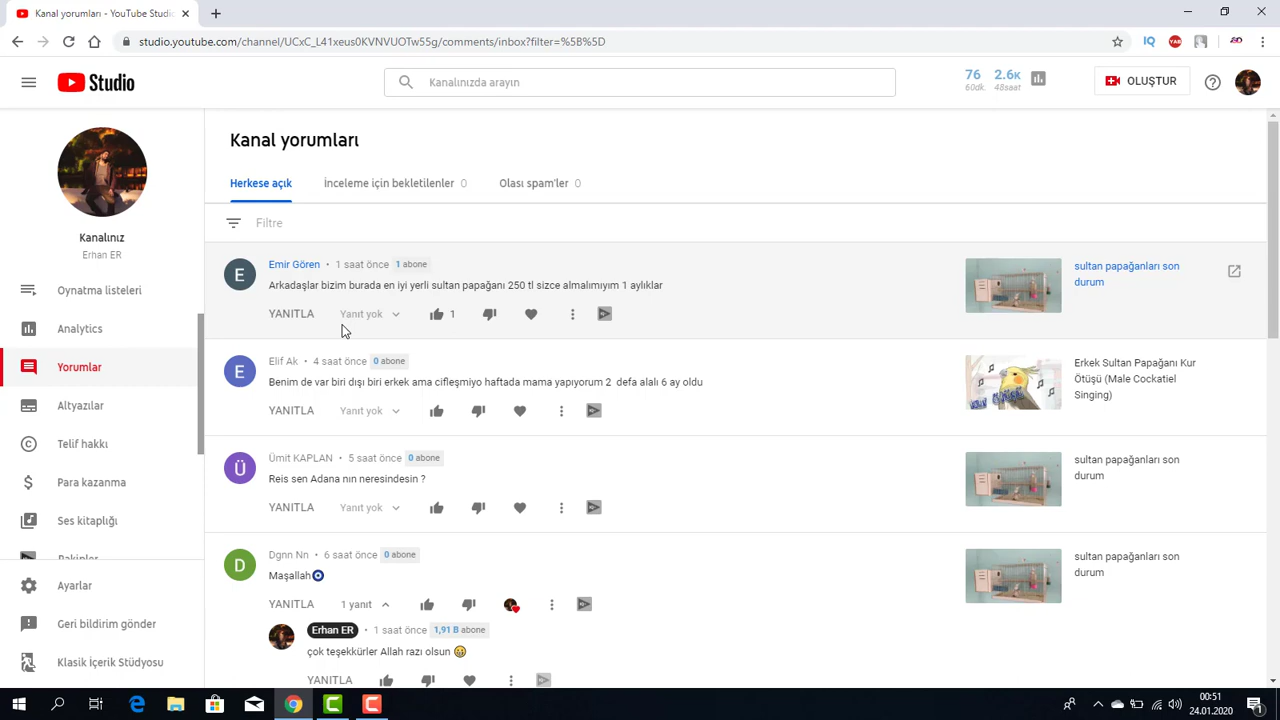 Kanal yorumları - YouTube Studio
studio.youtube.com/channel/UCxC_L41xeus0KVNVUOTw55g/comments/inbox?filter=%5B%5D
Studio
Kanalınızda arayın
76
60dk.
2.6K
48saat
OLUŞTUR
Kanalınız
Erhan ER
Oynatma listeleri
Analytics
Yorumlar
Altyazılar
Telif hakkı
Para kazanma
Ses kitaplığı
Rakipler
Ayarlar
Geri bildirim gönder
Klasik İçerik Stüdyosu
Kanal yorumları
Herkese açık
İnceleme için bekletilenler 0
Olası spam'ler 0
Filtre
E
Emir Gören • 1 saat önce 1 abone
Arkadaşlar bizim burada en iyi yerli sultan papağanı 250 tl sizce almalımıyım 1 aylıklar
YANITLA Yanıt yok 1
sultan papağanları son
durum
E
Elif Ak • 4 saat önce 0 abone
Benim de var biri dışı biri erkek ama cifleşmiyo haftada mama yapıyorum 2 defa alalı 6 ay oldu
YANITLA Yanıt yok
Erkek Sultan Papağanı Kur
Ötüşü (Male Cockatiel
Singing)
Ü
Ümit KAPLAN • 5 saat önce 0 abone
Reis sen Adana nın neresindesin ?
YANITLA Yanıt yok
sultan papağanları son
durum
D
Dgnn Nn • 6 saat önce 0 abone
Maşallah🧿
YANITLA 1 yanıt
sultan papağanları son
durum
Erhan ER • 1 saat önce 1,91 B abone
çok teşekkürler Allah razı olsun 😀
YANITLA
00:51
24.01.2020